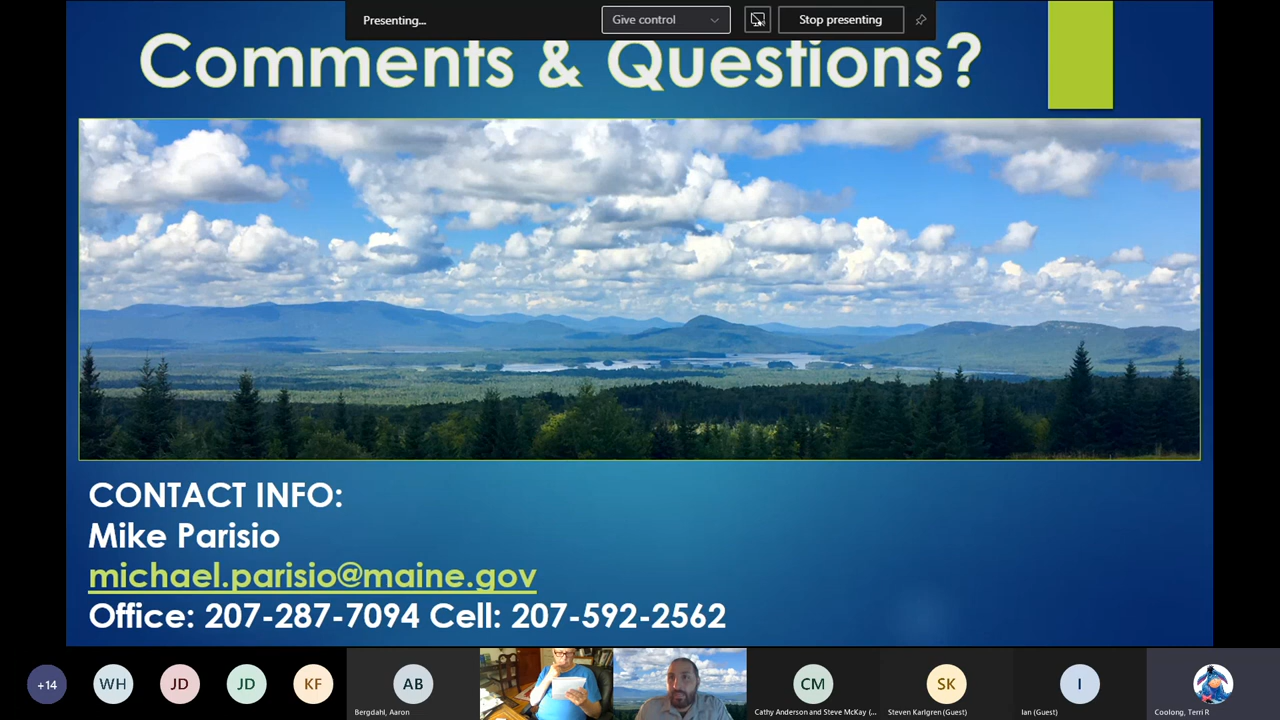 Presenting...
Give control
Stop presenting
Comments & Questions?
CONTACT INFO:
Mike Parisio
michael.parisio@maine.gov
Office: 207-287-7094 Cell: 207-592-2562
+14
WH
JD
JD
KF
AB
CM
SK
I
Bergdahl, Aaron
Cathy Anderson and Steve McKay (...
Steven Karlgren (Guest)
Ian (Guest)
Coolong, Terri R